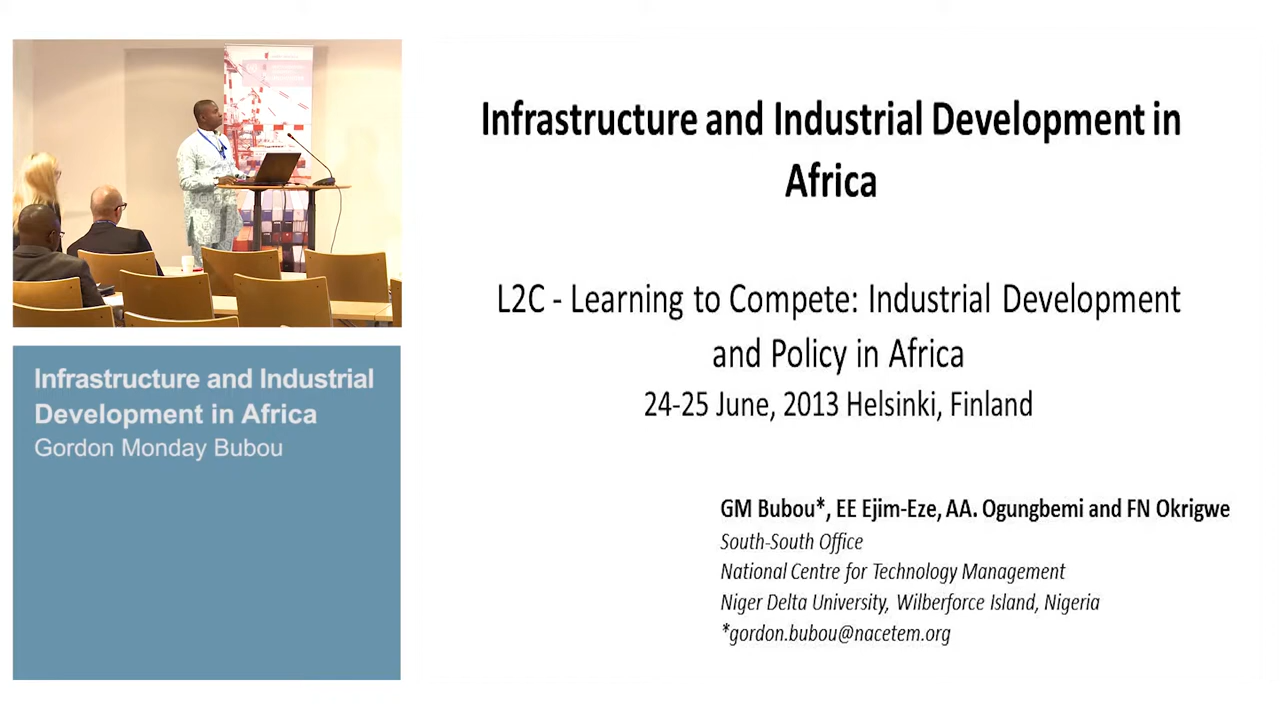 Infrastructure and Industrial Development in
Africa
L2C - Learning to Compete: Industrial Development
and Policy in Africa
24-25 June, 2013 Helsinki, Finland
GM Bubou*, EE Ejim-Eze, AA. Ogungbemi and FN Okrigwe
South-South Office
National Centre for Technology Management
Niger Delta University, Wilberforce Island, Nigeria
*gordon.bubou@nacetem.org
Infrastructure and Industrial
Development in Africa
Gordon Monday Bubou